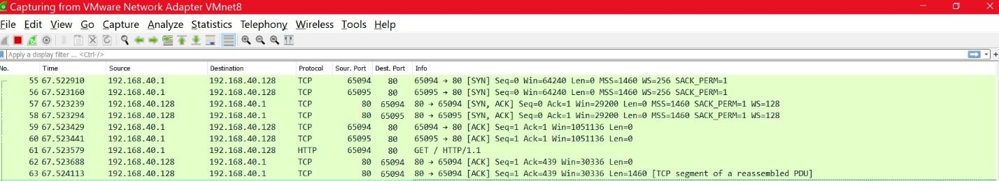 Capturing from VMware Network Adapter VMnet8
File Edit View Go Capture Analyze Statistics Telephony Wireless Tools Help
Apply a display filter ... <Ctrl-/>
No. Time Source Destination Protocol Sour. Port Dest. Port Info
55 67.522910 192.168.40.1 192.168.40.128 TCP 65094 80 65094 → 80 [SYN] Seq=0 Win=64240 Len=0 MSS=1460 WS=256 SACK_PERM=1
56 67.523160 192.168.40.1 192.168.40.128 TCP 65095 80 65095 → 80 [SYN] Seq=0 Win=64240 Len=0 MSS=1460 WS=256 SACK_PERM=1
57 67.523239 192.168.40.128 192.168.40.1 TCP 80 65094 80 → 65094 [SYN, ACK] Seq=0 Ack=1 Win=29200 Len=0 MSS=1460 SACK_PERM=1 WS=128
58 67.523294 192.168.40.128 192.168.40.1 TCP 80 65095 80 → 65095 [SYN, ACK] Seq=0 Ack=1 Win=29200 Len=0 MSS=1460 SACK_PERM=1 WS=128
59 67.523429 192.168.40.1 192.168.40.128 TCP 65094 80 65094 → 80 [ACK] Seq=1 Ack=1 Win=1051136 Len=0
60 67.523441 192.168.40.1 192.168.40.128 TCP 65095 80 65095 → 80 [ACK] Seq=1 Ack=1 Win=1051136 Len=0
61 67.523579 192.168.40.1 192.168.40.128 HTTP 65094 80 GET / HTTP/1.1
62 67.523688 192.168.40.128 192.168.40.1 TCP 80 65094 80 → 65094 [ACK] Seq=1 Ack=439 Win=30336 Len=0
63 67.524113 192.168.40.128 192.168.40.1 TCP 80 65094 80 → 65094 [ACK] Seq=1 Ack=439 Win=30336 Len=1460 [TCP segment of a reassembled PDU]